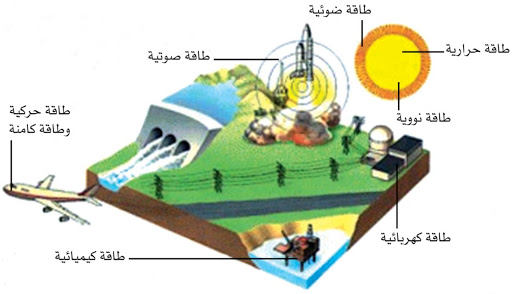 طاقة ضوئية
طاقة حرارية
طاقة صوتية
طاقة نووية
طاقة حركية
وطاقة كامنة
طاقة كهربائية
طاقة كيميائية